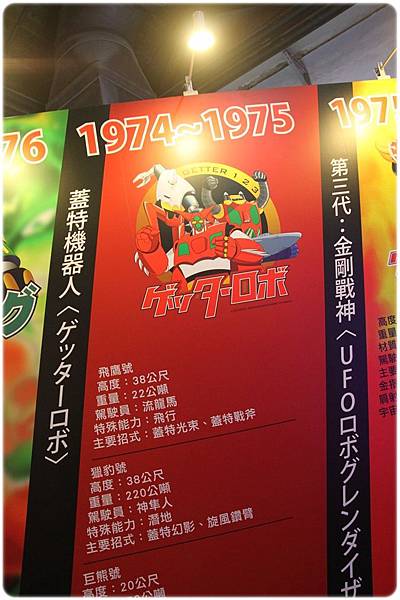 76
1974~1975
197
GETTER 1 2 3
ゲッターロボ
蓋特機器人〈ゲッターロボ〉
飛鷹號
高度：38公尺
重量：22公噸
駕駛員：流龍馬
特殊能力：飛行
主要招式：蓋特光束、蓋特戰斧
獵豹號
高度：38公尺
重量：220公噸
駕駛員：神隼人
特殊能力：潛地
主要招式：蓋特幻影、旋風鑽臂
巨熊號
高度：20公尺
第三代：金剛戰神〈UFOロボグレンダイザ
高度
重量
材質
駕駛
主要